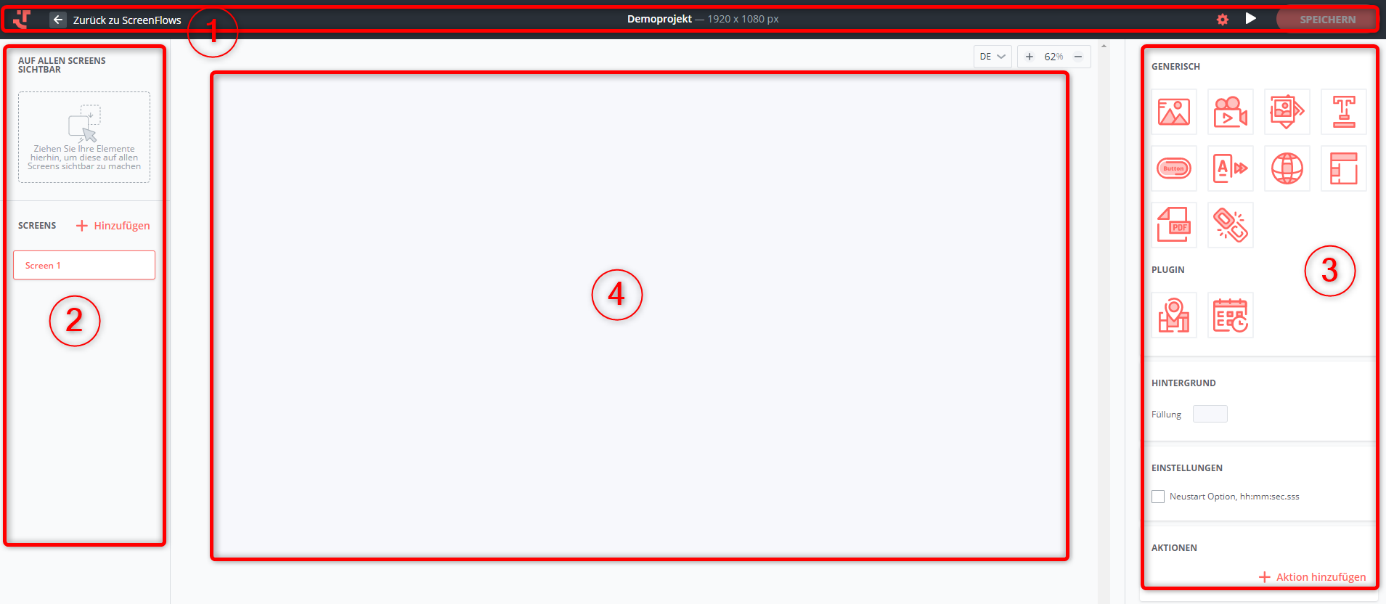 Zurück zu ScreenFlows
Demoprojekt — 1920 x 1080 px
SPEICHERN
1
AUF ALLEN SCREENS
SICHTBAR
Ziehen Sie Ihre Elemente
hierhin, um diese auf allen
Screens sichtbar zu machen
SCREENS + Hinzufügen
Screen 1
2
DE
+ 62% −
4
GENERISCH
T
Button
A
PDF
3
PLUGIN
HINTERGRUND
Füllung
EINSTELLUNGEN
Neustart Option, hh:mm:sec.sss
AKTIONEN
+ Aktion hinzufügen